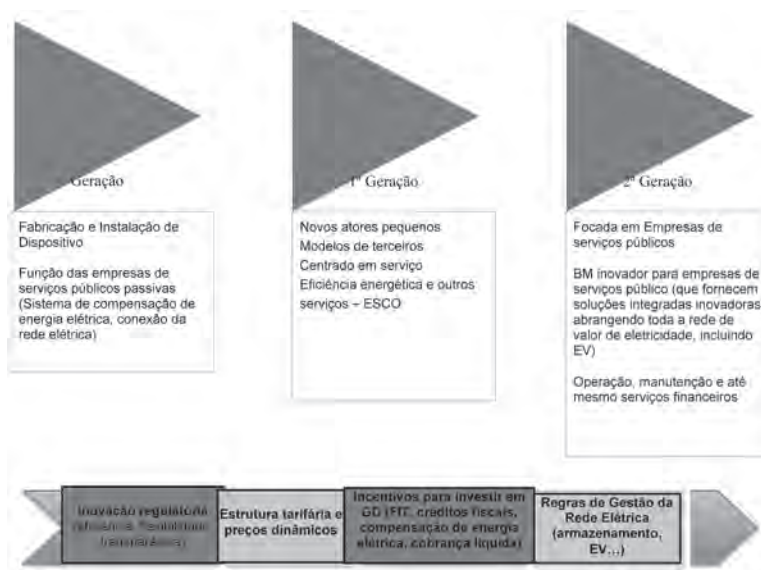 Geração
Fabricação e Instalação de
Dispositivo
Função das empresas de
serviços públicos passivas
(Sistema de compensação de
energia elétrica, conexão da
rede elétrica)
1ª Geração
Novos atores pequenos
Modelos de terceiros
Centrado em serviço
Eficiência energética e outros
serviços – ESCO
2ª Geração
Focada em Empresas de
serviços públicos
BM inovador para empresas de
serviço público (que fornecem
soluções integradas inovadoras
abrangendo toda a rede de
valor de eletricidade, incluindo
EV)
Operação, manutenção e até
mesmo serviços financeiros
Inovação regulatória
Estrutura tarifária e
preços dinâmicos
Incentivos para investir em
GD (FIT, créditos fiscais,
compensação de energia
elétrica, cobrança líquida)
Regras de Gestão da
Rede Elétrica
(armazenamento,
EV...)